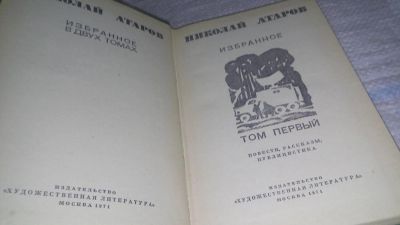 НИКОЛАЙ АТАРОВ
ИЗБРАННОЕ
В ДВУХ ТОМАХ
ИЗДАТЕЛЬСТВО
«ХУДОЖЕСТВЕННАЯ ЛИТЕРАТУРА»
МОСКВА 1974
НИКОЛАЙ АТАРОВ
ИЗБРАННОЕ
ТОМ ПЕРВЫЙ
ПОВЕСТИ, РАССКАЗЫ,
ПУБЛИЦИСТИКА
ИЗДАТЕЛЬСТВО
«ХУДОЖЕСТВЕННАЯ ЛИТЕРАТУРА»
МОСКВА 1974